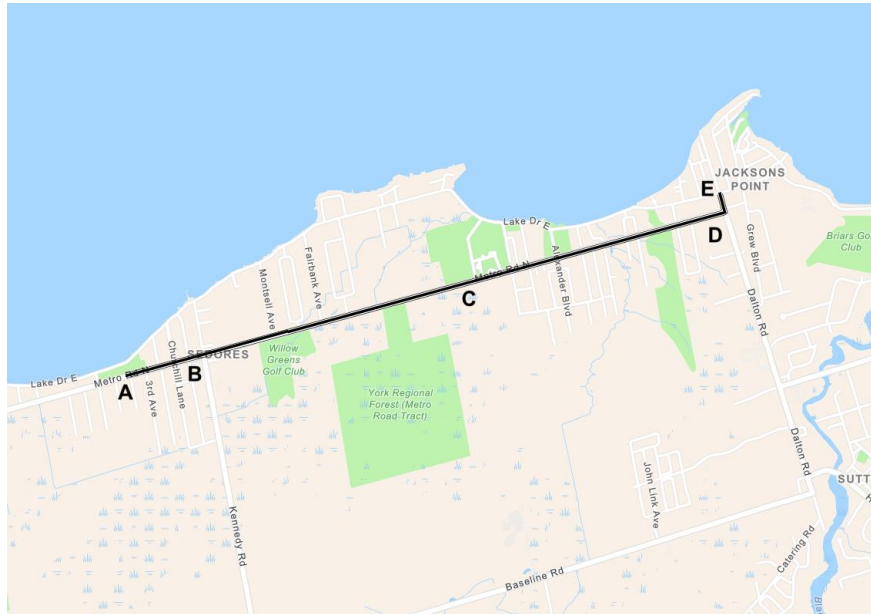 E
JACKSONS
POINT
Lake Dr E
D
Grew Blvd
Briars Go
Club
Metro Rd N
C
Alexander Blvd
Fairbank Ave
Montsell Ave
Dalton Rd
Churchill Lane
SEDORES
B
Willow
Greens
Golf Club
Lake Dr E
Metro Rd N
A
3rd Ave
York Regional
Forest (Metro
Road Tract)
Dalton Rd
John Link Ave
SUTT
Kennedy Rd
Catering Rd
Baseline Rd